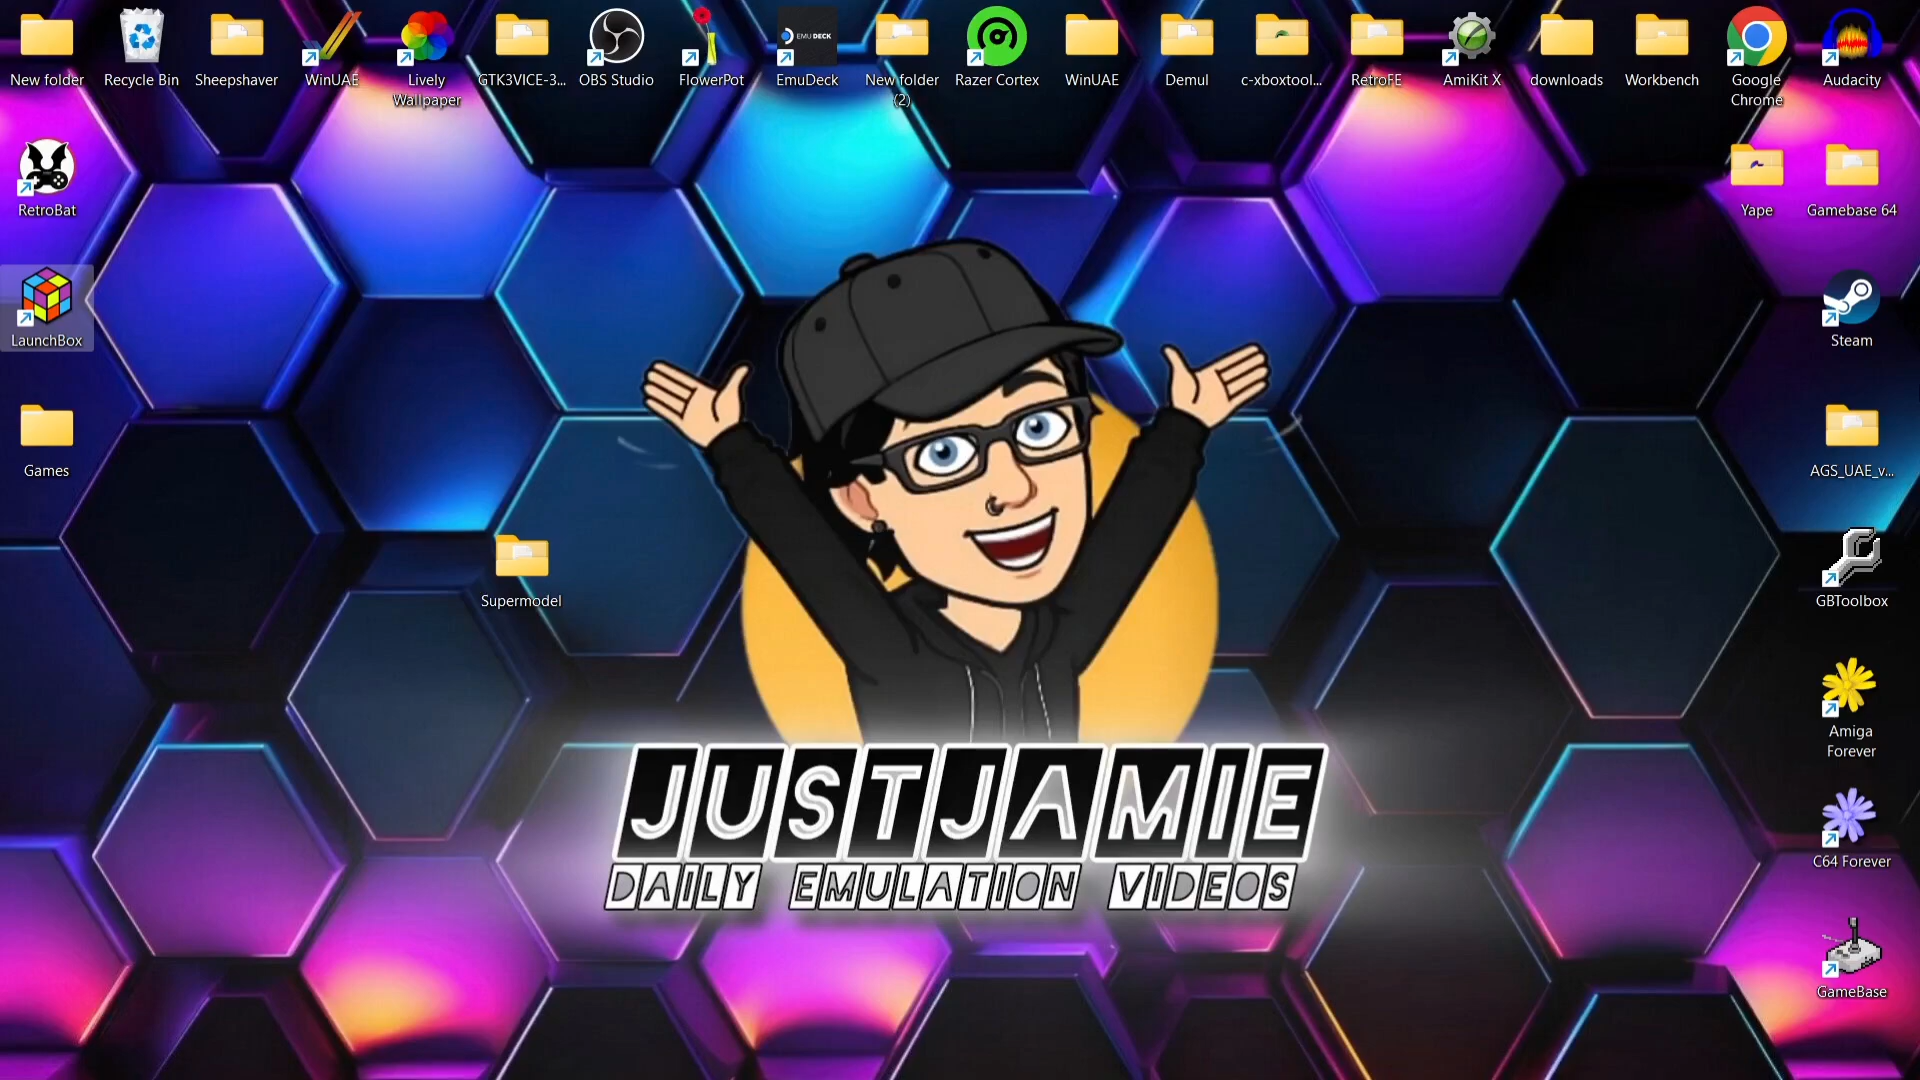 New folder
Recycle Bin
Sheepshaver
WinUAE
Lively
Wallpaper
GTK3VICE-3...
OBS Studio
FlowerPot
EMU DECK
EmuDeck
New folder
(2)
Razer Cortex
WinUAE
Demul
c-xboxtool...
RetroFE
AmiKit X
downloads
Workbench
Google
Chrome
Audacity
RetroBat
Yape
Gamebase 64
LaunchBox
Steam
Games
AGS_UAE_v...
Supermodel
GBToolbox
Amiga
Forever
JUSTJAMIE
DAILY EMULATION VIDEOS
C64 Forever
GameBase